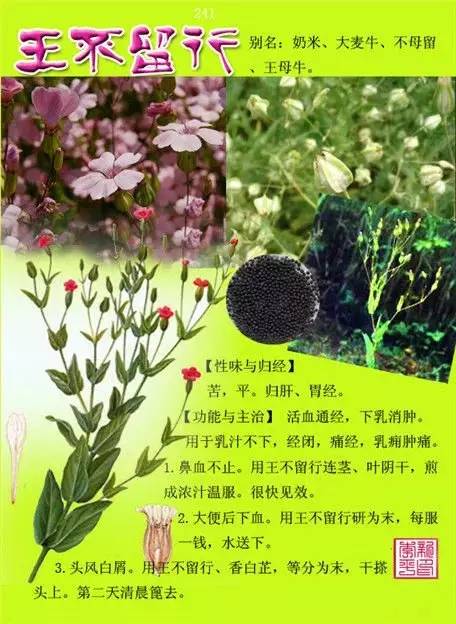 241
王不留行
别名：奶米、大麦牛、不母留
、王母牛。
【性味与归经】
苦，平。归肝、胃经。
【功能与主治】 活血通经，下乳消肿。
用于乳汁不下，经闭，痛经，乳痈肿痛。
1.鼻血不止。用王不留行连茎、叶阴干，煎
成浓汁温服。很快见效。
2.大便后下血。用王不留行研为末，每服
一钱，水送下。
3.头风白屑。用王不留行、香白芷，等分为末，干搽
头上。第二天清晨篦去。